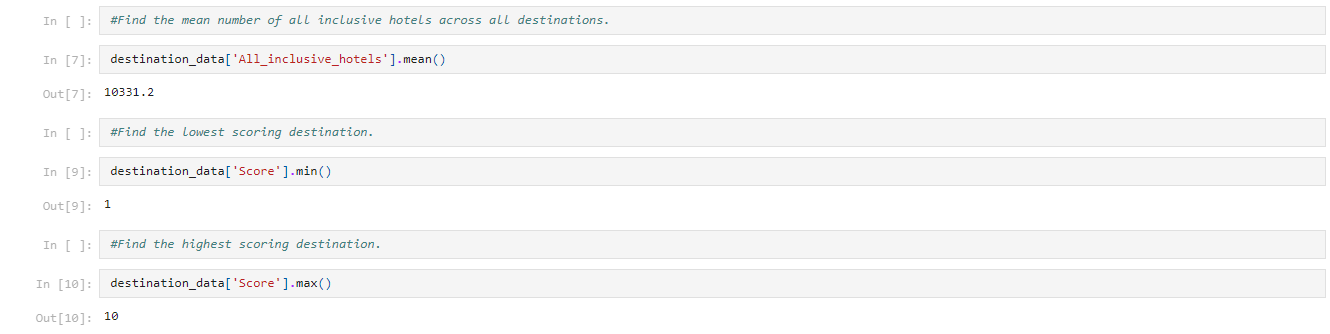 In [ ]: #Find the mean number of all inclusive hotels across all destinations.
In [7]: destination_data['All_inclusive_hotels'].mean()
Out[7]: 10331.2
In [ ]: #Find the lowest scoring destination.
In [9]: destination_data['Score'].min()
Out[9]: 1
In [ ]: #Find the highest scoring destination.
In [10]: destination_data['Score'].max()
Out[10]: 10